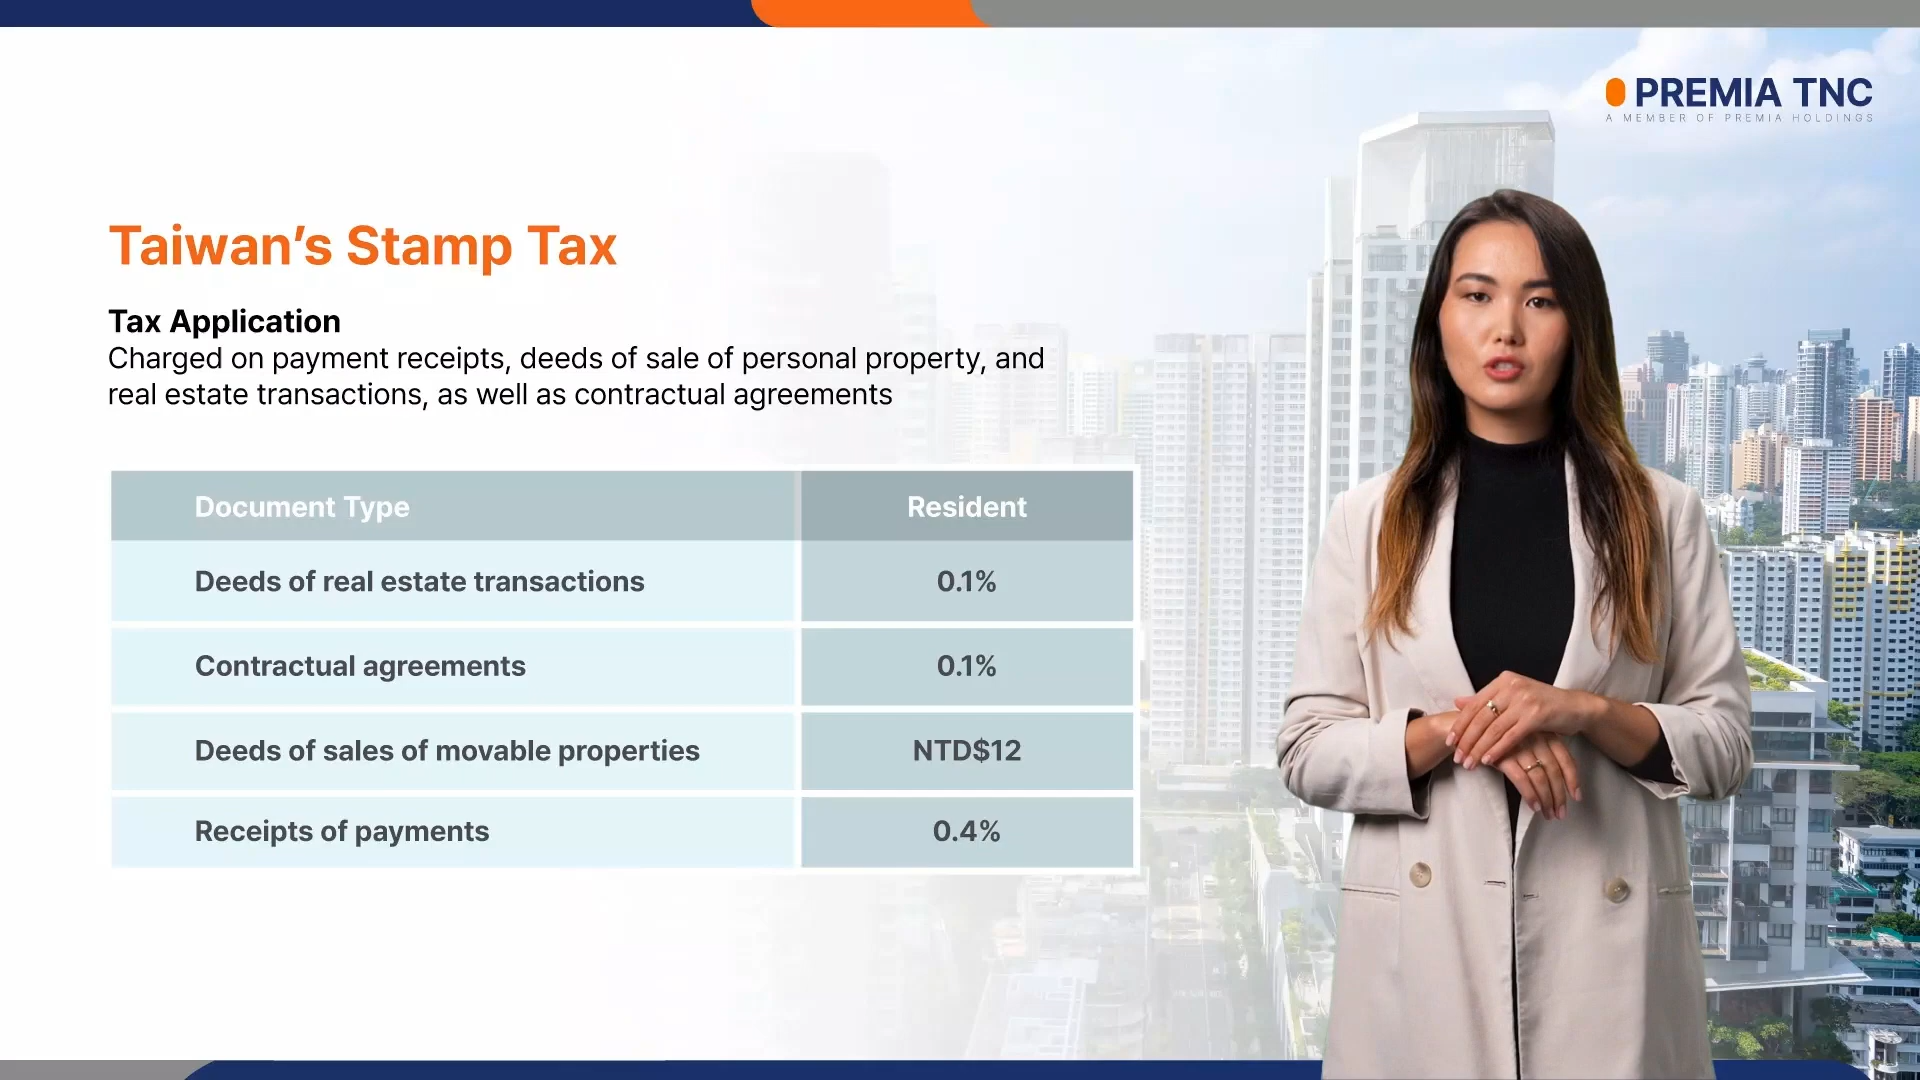 PREMIA TNC
A MEMBER OF PREMIA HOLDINGS
Taiwan’s Stamp Tax
Tax Application
Charged on payment receipts, deeds of sale of personal property, and
real estate transactions, as well as contractual agreements
Document Type Resident
Deeds of real estate transactions 0.1%
Contractual agreements 0.1%
Deeds of sales of movable properties NTD$12
Receipts of payments 0.4%